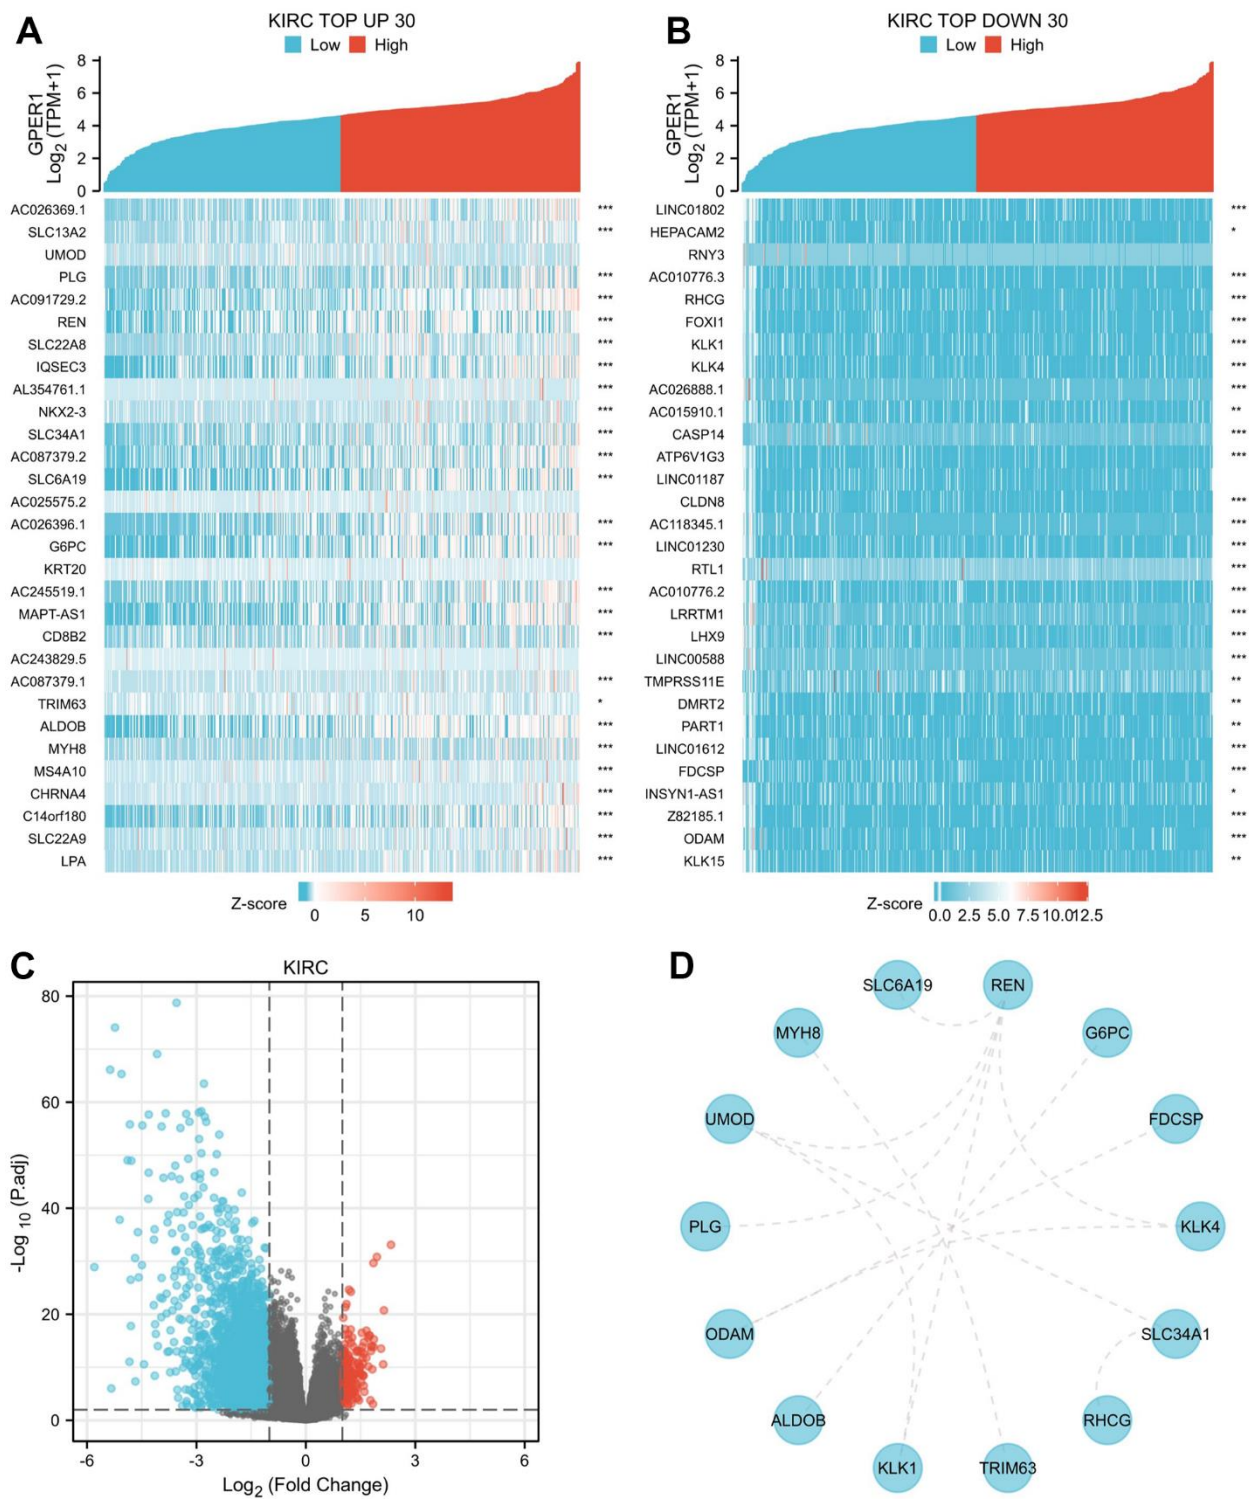 A
KIRC TOP UP 30
Low High
GPER1
Log2 (TPM+1)
8
6
4
2
0
AC026369.1 ***
SLC13A2 ***
UMOD
PLG ***
AC091729.2 ***
REN ***
SLC22A8 ***
IQSEC3 ***
AL354761.1 ***
NKX2-3 ***
SLC34A1 ***
AC087379.2 ***
SLC6A19 ***
AC025575.2
AC026396.1 ***
G6PC ***
KRT20
AC245519.1 ***
MAPT-AS1 ***
CD8B2 ***
AC243829.5
AC087379.1 ***
TRIM63 *
ALDOB ***
MYH8 ***
MS4A10 ***
CHRNA4 ***
C14orf180 ***
SLC22A9 ***
LPA ***
Z-score
0 5 10
B
KIRC TOP DOWN 30
Low High
GPER1
Log2 (TPM+1)
8
6
4
2
0
LINC01802 ***
HEPACAM2 *
RNY3
AC010776.3 ***
RHCG ***
FOXI1 ***
KLK1 ***
KLK4 ***
AC026888.1 ***
AC015910.1 **
CASP14 ***
ATP6V1G3 ***
LINC01187
CLDN8 ***
AC118345.1 ***
LINC01230 ***
RTL1 ***
AC010776.2 ***
LRRTM1 ***
LHX9 ***
LINC00588 ***
TMPRSS11E **
DMRT2 **
PART1 **
LINC01612 ***
FDCSP ***
INSYN1-AS1 *
Z82185.1 ***
ODAM ***
KLK15 **
Z-score
0.0 2.5 5.0 7.5 10.0 12.5
C
KIRC
-Log 10 (P.adj)
80
60
40
20
0
-6 -3 0 3 6
Log2 (Fold Change)
D
SLC6A19 REN
MYH8 G6PC
UMOD FDCSP
PLG KLK4
ODAM SLC34A1
ALDOB RHCG
KLK1 TRIM63